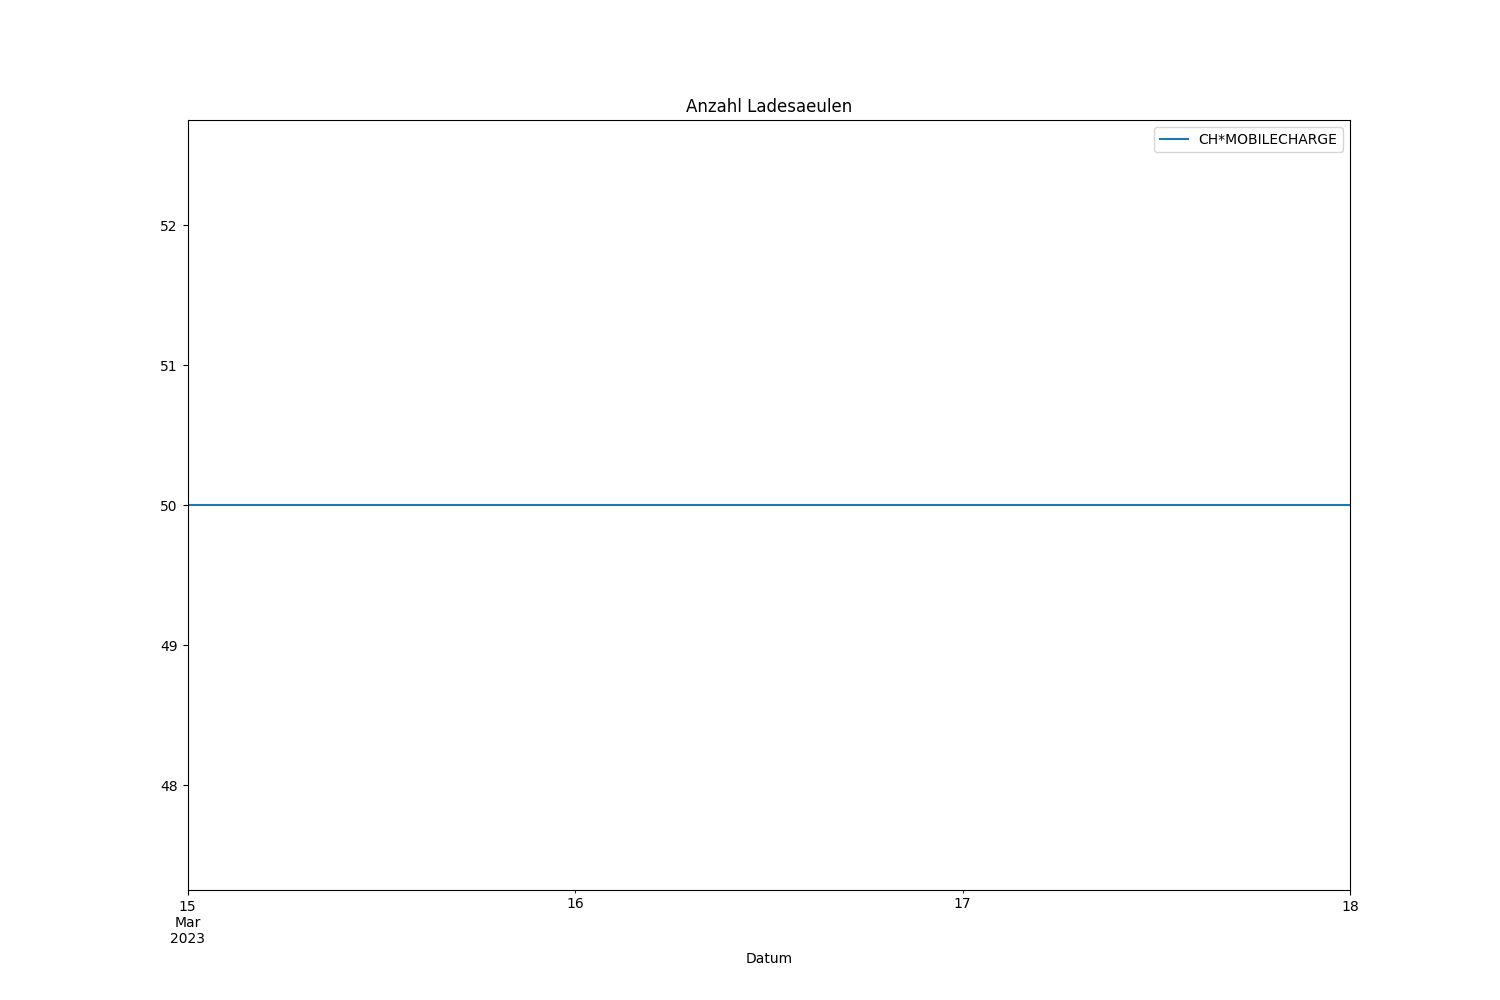 Anzahl Ladesaeulen
CH*MOBILECHARGE
52
51
50
49
48
15
Mar
2023
16
17
18
Datum